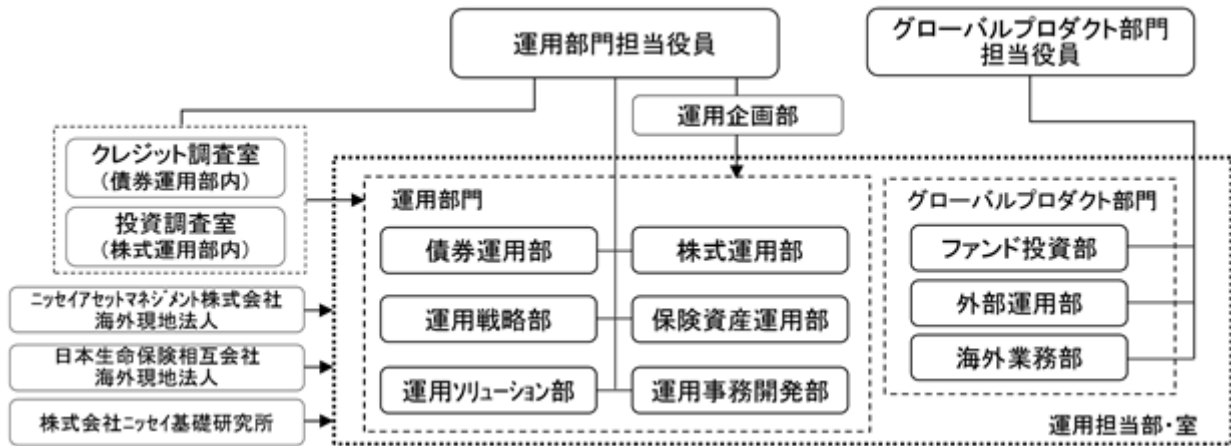 運用部門担当役員
グローバルプロダクト部門
担当役員
運用企画部
クレジット調査室
(債券運用部内)
投資調査室
(株式運用部内)
ニッセイアセットマネジメント株式会社
海外現地法人
日本生命保険相互会社
海外現地法人
株式会社ニッセイ基礎研究所
運用部門
債券運用部
株式運用部
運用戦略部
保険資産運用部
運用ソリューション部
運用事務開発部
グローバルプロダクト部門
ファンド投資部
外部運用部
海外業務部
運用担当部・室